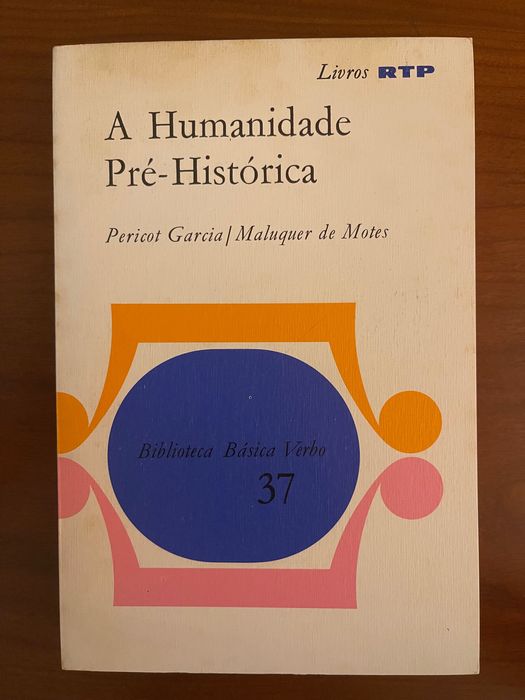 Livros RTP
A Humanidade
Pré-Histórica
Pericot Garcia/Maluquer de Motes
Biblioteca Básica Verbo
37